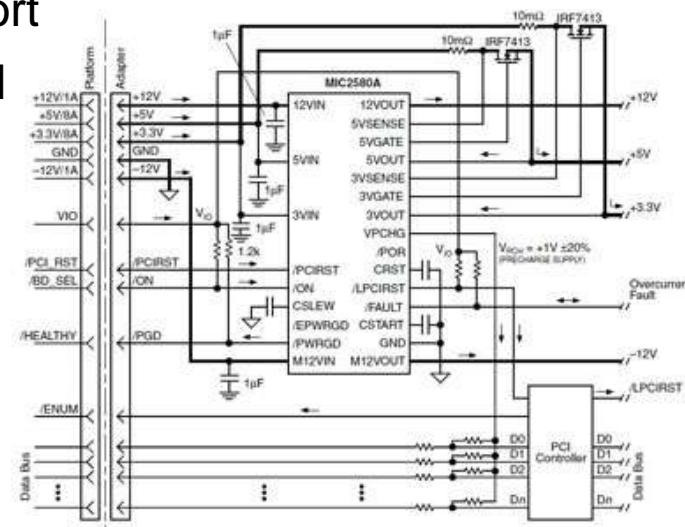 ort
10mΩ IRF7413
1µF
10mΩ IRF7413
Platform
Adapter
MIC2580A
+12V/1A +12V 12VIN 12VOUT +12V
+5V/8A +5V 5VSENSE
+3.3V/8A +3.3V 5VGATE
GND GND 5VIN 5VOUT +5V
–12V/1A –12V 3VSENSE
1µF 3VGATE
VIO VIO 3VIN 3VOUT +3.3V
1µF VPCHG
1.2k /POR VIO
= +1V ±20%
(PRECHARGE SUPPLY)
/PCI_RST /PCIRST /PCIRST CRST
/BD_SEL /ON /ON /LPCIRST
Overcurrent
Fault
CSLEW /FAULT
/EPWRGD CSTART
/HEALTHY /PGD /PWRGD GND
M12VIN M12VOUT –12V
1µF
/LPCIRST
/ENUM
Data Bus
D0 D0
D1 PCI D1
D2 Controller D2
Dn Dn
Data Bus